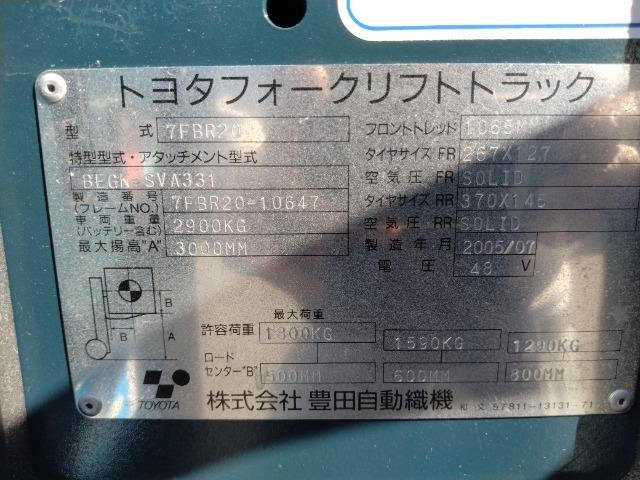 トヨタフォークリフトトラック
型 式 7FBR20
フロントトレッド 1065MM
特型型式・アタッチメント型式
タイヤサイズ FR 267X127
BEGK SVA331
空気圧 FR SOLID
製造番号 (フレームNO.) 7FBR20-10647
タイヤサイズ RR 370X145
車両重量 (バッテリー含む) 2900KG
空気圧 RR SOLID
最大揚高"A" 3000MM
製造年月 2005/07
電圧 48 V
B
B A
最大荷重
許容荷重 1800KG 1590KG 1290KG
ロード
センター"B" 500MM 600MM 800MM
TOYOTA 株式会社 豊田自動織機 和・文 57811-13131-71